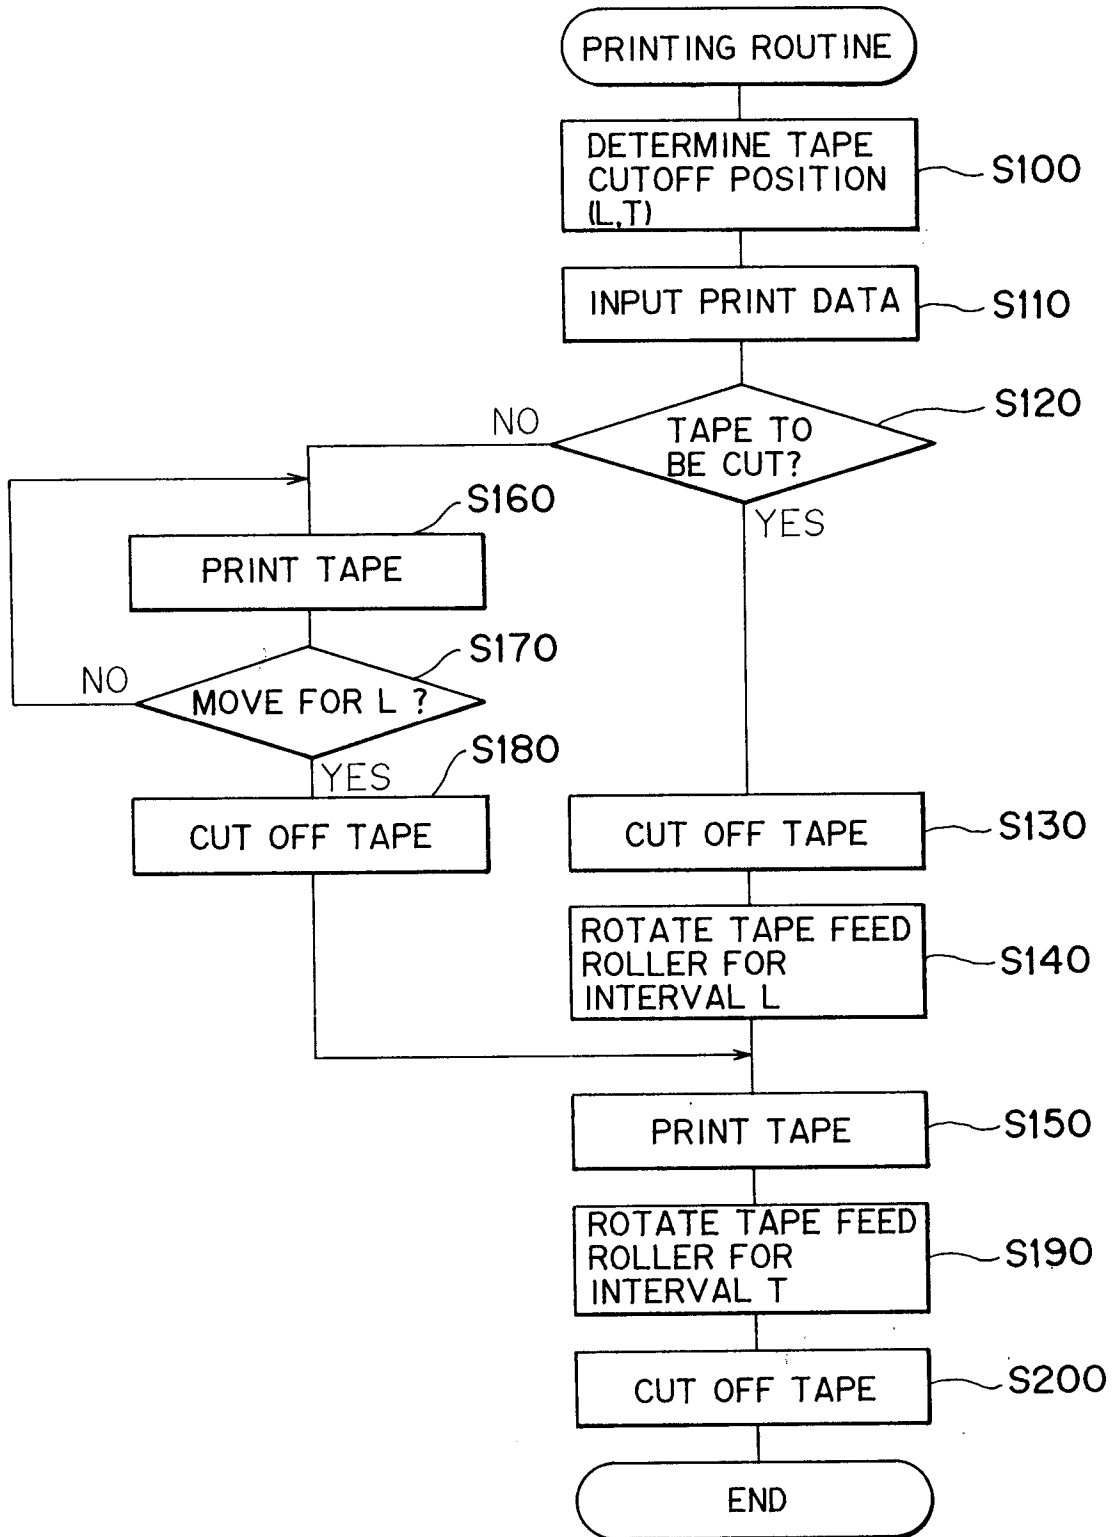 PRINTING ROUTINE
DETERMINE TAPE
CUTOFF POSITION
(L,T)
S100
INPUT PRINT DATA
S110
TAPE TO
BE CUT?
S120
NO
YES
S160
PRINT TAPE
S170
NO
MOVE FOR L ?
S180
YES
CUT OFF TAPE
CUT OFF TAPE
S130
ROTATE TAPE FEED
ROLLER FOR
INTERVAL L
S140
PRINT TAPE
S150
ROTATE TAPE FEED
ROLLER FOR
INTERVAL T
S190
CUT OFF TAPE
S200
END